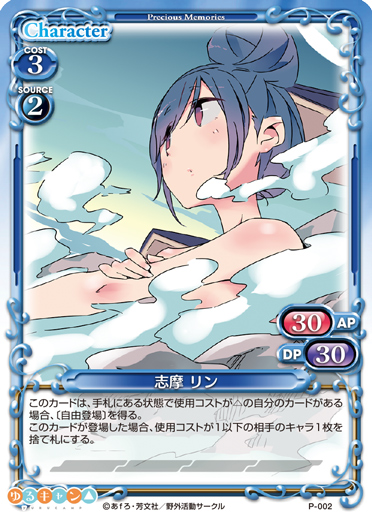 Precious Memories
Character
COST
3
SOURCE
2
30 AP
DP 30
志摩 リン
このカードは、手札にある状態で使用コストが△の自分のカードがある
場合、〔自由登場〕を得る。
このカードが登場した場合、使用コストが1以下の相手のキャラ1枚を
捨て札にする。
ゆるキャン△
©あfろ・芳文社／野外活動サークル
P-002